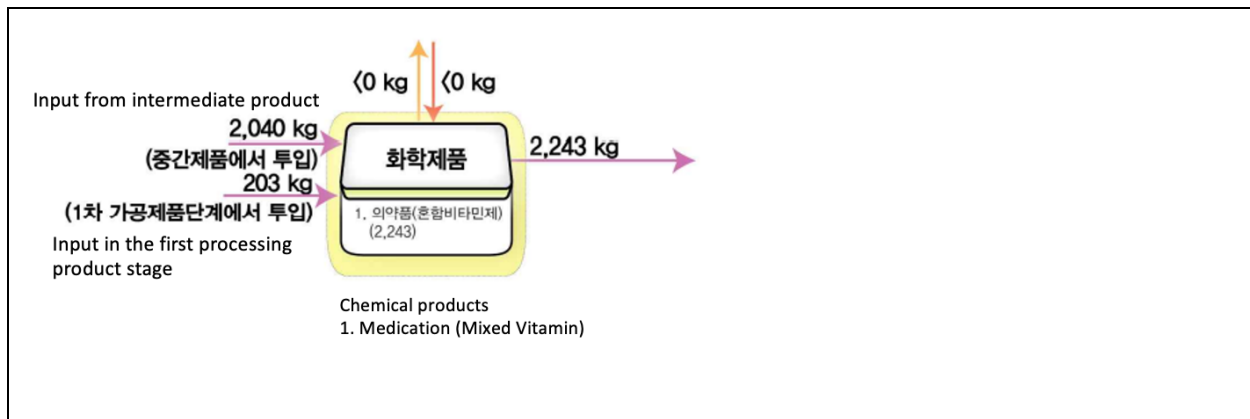 <0 kg
<0 kg
Input from intermediate product
2,040 kg
(중간제품에서 투입)
203 kg
(1차 가공제품단계에서 투입)
Input in the first processing
product stage
화학제품
2,243 kg
1. 의약품(혼합비타민제)
(2,243)
Chemical products
1. Medication (Mixed Vitamin)